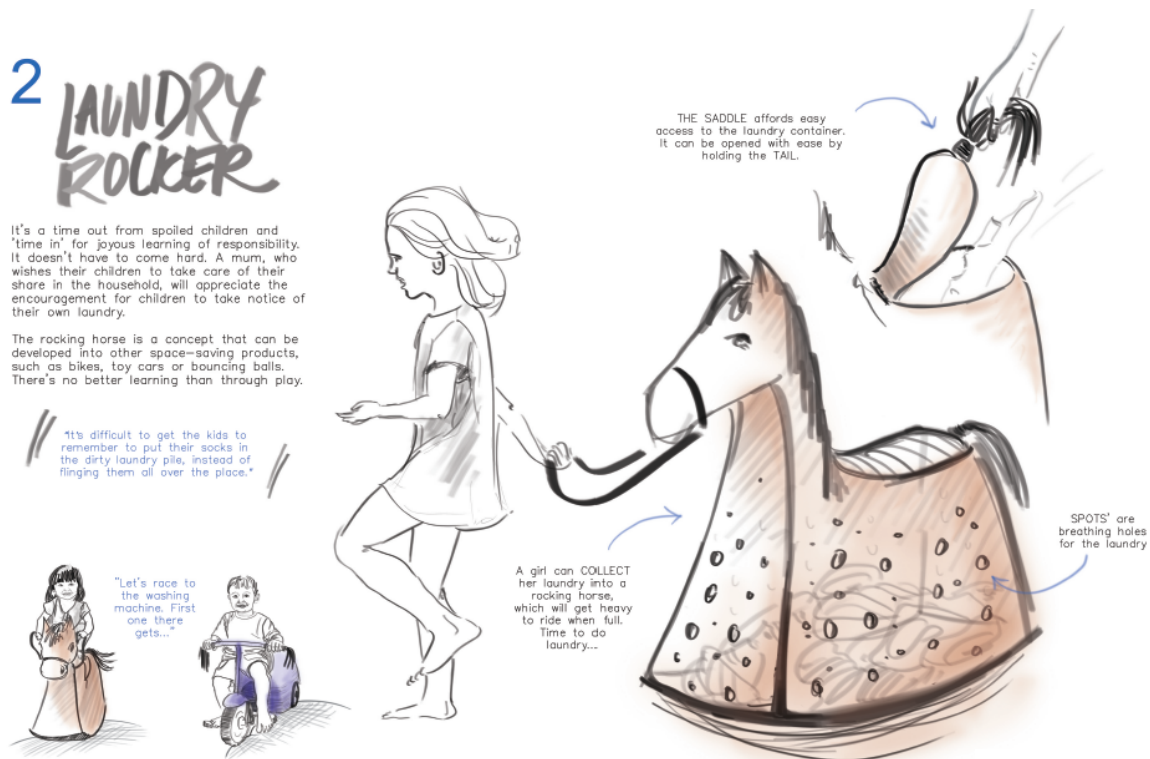 2
LAUNDRY
ROCKER
It's a time out from spoiled children and
'time in' for joyous learning of responsibility.
It doesn't have to come hard. A mum, who
wishes their children to take care of their
share in the household, will appreciate the
encouragement for children to take notice of
their own laundry.
The rocking horse is a concept that can be
developed into other space-saving products,
such as bikes, toy cars or bouncing balls.
There's no better learning than through play.
"It's difficult to get the kids to
remember to put their socks in
the dirty laundry pile, instead of
flinging them all over the place."
"Let's race to
the washing
machine. First
one there
gets..."
A girl can COLLECT
her laundry into a
rocking horse,
which will get heavy
to ride when full.
Time to do
laundry...
THE SADDLE affords easy
access to the laundry container.
It can be opened with ease by
holding the TAIL.
SPOTS' are
breathing holes
for the laundry